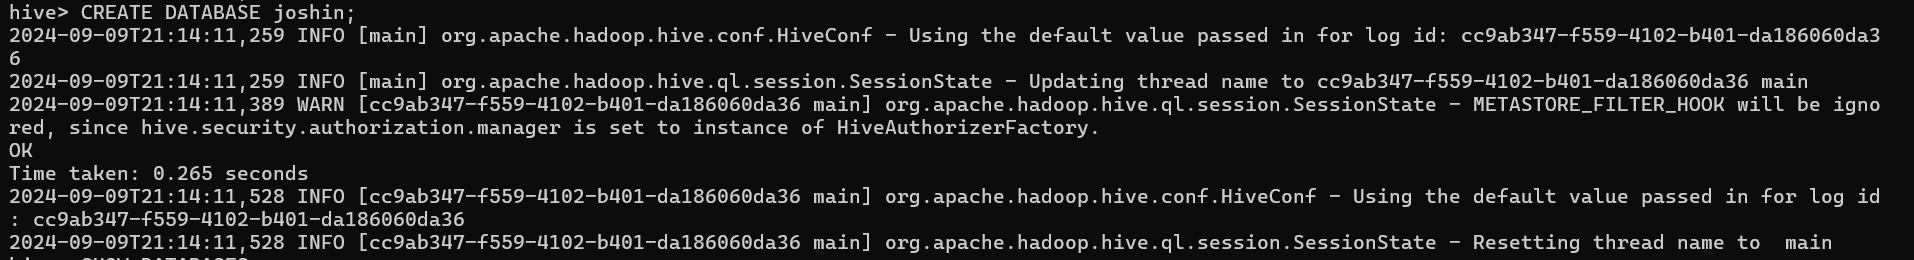 hive> CREATE DATABASE joshin;
2024-09-09T21:14:11,259 INFO [main] org.apache.hadoop.hive.conf.HiveConf - Using the default value passed in for log id: cc9ab347-f559-4102-b401-da186060da3
6
2024-09-09T21:14:11,259 INFO [main] org.apache.hadoop.hive.ql.session.SessionState - Updating thread name to cc9ab347-f559-4102-b401-da186060da36 main
2024-09-09T21:14:11,389 WARN [cc9ab347-f559-4102-b401-da186060da36 main] org.apache.hadoop.hive.ql.session.SessionState - METASTORE_FILTER_HOOK will be igno
red, since hive.security.authorization.manager is set to instance of HiveAuthorizerFactory.
OK
Time taken: 0.265 seconds
2024-09-09T21:14:11,528 INFO [cc9ab347-f559-4102-b401-da186060da36 main] org.apache.hadoop.hive.conf.HiveConf - Using the default value passed in for log id
: cc9ab347-f559-4102-b401-da186060da36
2024-09-09T21:14:11,528 INFO [cc9ab347-f559-4102-b401-da186060da36 main] org.apache.hadoop.hive.ql.session.SessionState - Resetting thread name to  main